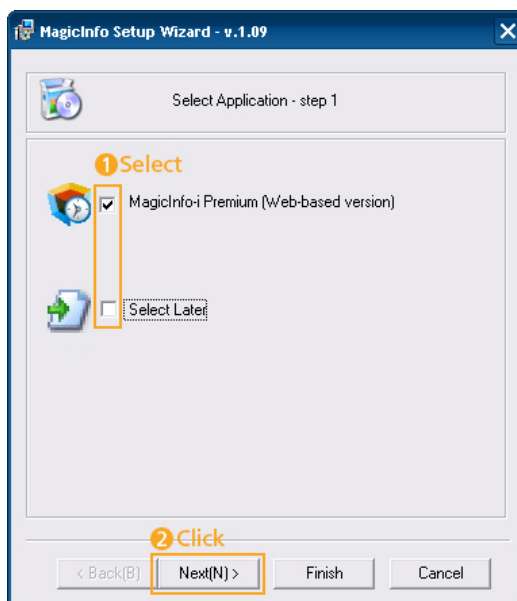 MagicInfo Setup Wizard - v.1.09
Select Application - step 1
1 Select
MagicInfo-i Premium (Web-based version)
Select Later
2 Click
< Back(B)
Next(N) >
Finish
Cancel